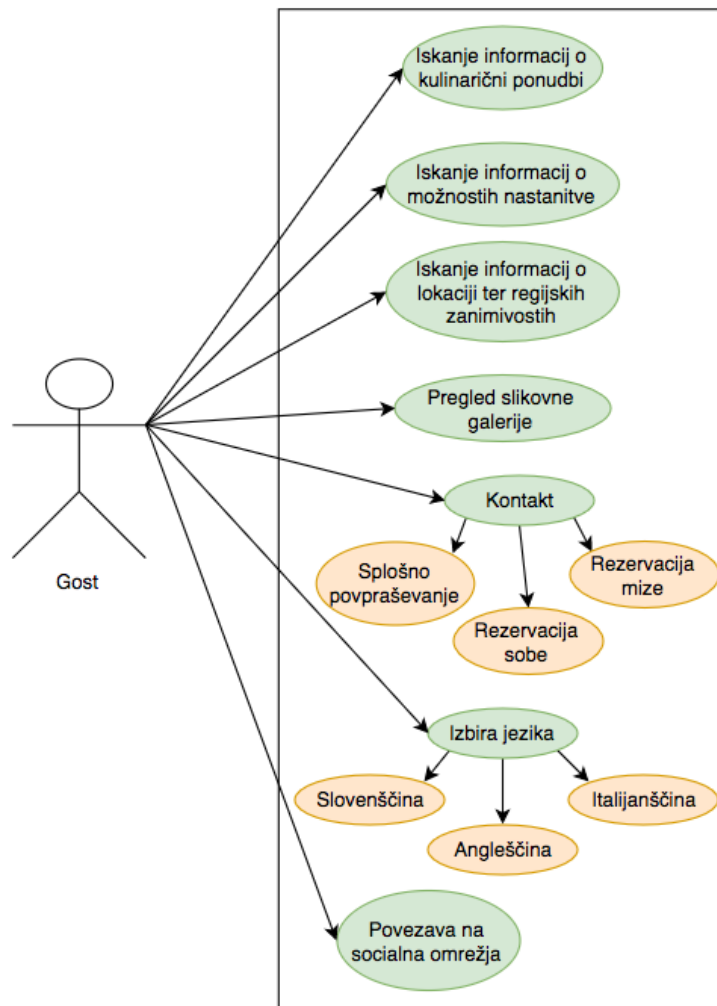 Iskanje informacij o
kulinarični ponudbi
Iskanje informacij o
možnostih nastanitve
Iskanje informacij o
lokaciji ter regijskih
zanimivostih
Pregled slikovne
galerije
Kontakt
Splošno
povpraševanje
Rezervacija
sobe
Rezervacija
mize
Gost
Izbira jezika
Slovenščina
Angleščina
Italijanščina
Povezava na
socialna omrežja